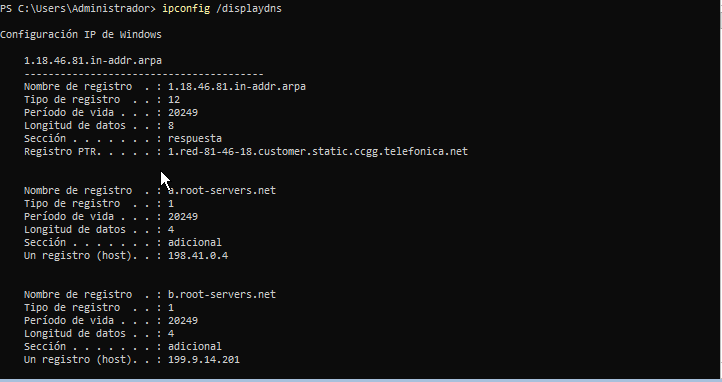 PS C:\Users\Administrador> ipconfig /displaydns
Configuración IP de Windows
1.18.46.81.in-addr.arpa
----------------------------------------
Nombre de registro  . : 1.18.46.81.in-addr.arpa
Tipo de registro  . . : 12
Período de vida . . . : 20249
Longitud de datos . . : 8
Sección . . . . . . . : respuesta
Registro PTR. . . . . : 1.red-81-46-18.customer.static.ccgg.telefonica.net
Nombre de registro  . : a.root-servers.net
Tipo de registro  . . : 1
Período de vida . . . : 20249
Longitud de datos . . : 4
Sección . . . . . . . : adicional
Un registro (host). . : 198.41.0.4
Nombre de registro  . : b.root-servers.net
Tipo de registro  . . : 1
Período de vida . . . : 20249
Longitud de datos . . : 4
Sección . . . . . . . : adicional
Un registro (host). . : 199.9.14.201